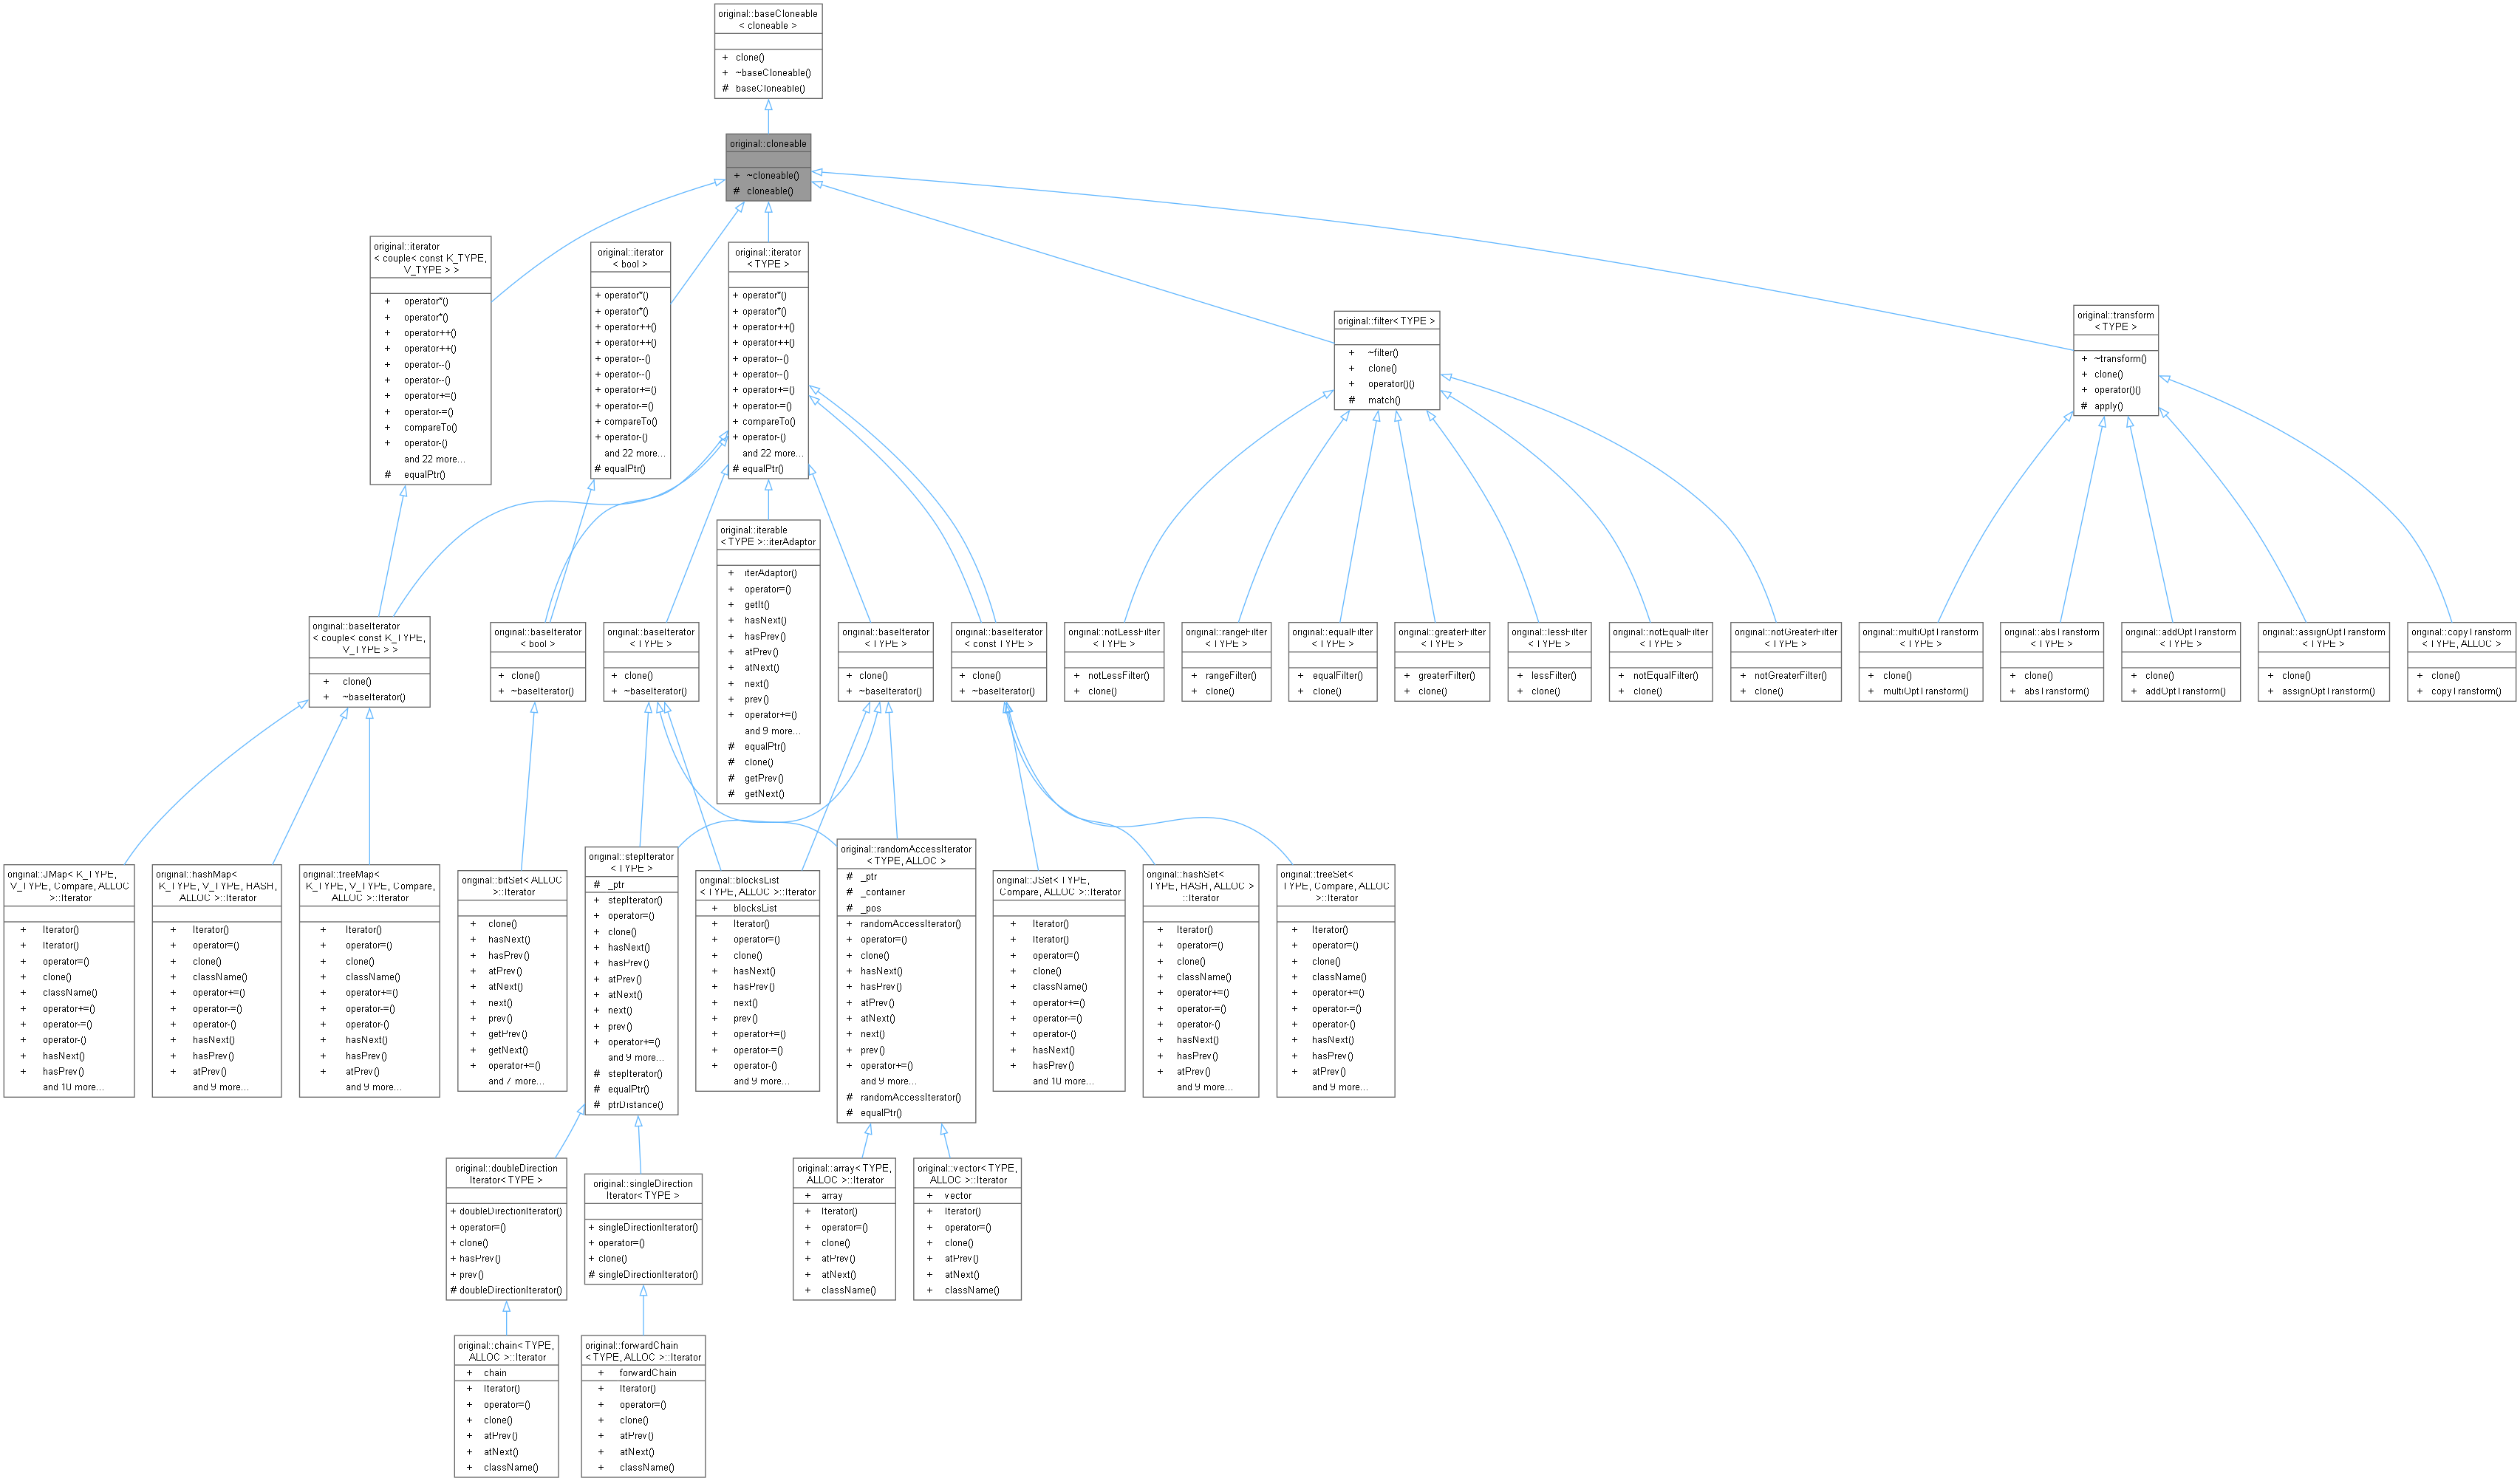 original::baseCloneable
< cloneable >
+ clone()
+ ~baseCloneable()
# baseCloneable()
original::cloneable
+ ~cloneable()
# cloneable()
original::iterator
< couple< const K_TYPE,
V_TYPE > >
+ operator*()
+ operator*()
+ operator++()
+ operator++()
+ operator--()
+ operator--()
+ operator+=()
+ operator-=()
+ compareTo()
+ operator-()
and 22 more...
# equalPtr()
original::iterator
< bool >
+ operator*()
+ operator*()
+ operator++()
+ operator++()
+ operator--()
+ operator--()
+ operator+=()
+ operator-=()
+ compareTo()
+ operator-()
and 22 more...
# equalPtr()
original::iterator
< TYPE >
+ operator*()
+ operator*()
+ operator++()
+ operator++()
+ operator--()
+ operator--()
+ operator+=()
+ operator-=()
+ compareTo()
+ operator-()
and 22 more...
# equalPtr()
original::filter< TYPE >
+ ~filter()
+ clone()
+ operator()()
# match()
original::transform
< TYPE >
+ ~transform()
+ clone()
+ operator()()
# apply()
original::iterable
< TYPE >::iterAdaptor
+ iterAdaptor()
+ operator=()
+ getIt()
+ hasNext()
+ hasPrev()
+ atPrev()
+ atNext()
+ next()
+ prev()
+ operator+=()
and 9 more...
# equalPtr()
# clone()
# getPrev()
# getNext()
original::baseIterator
< couple< const K_TYPE,
V_TYPE > >
+ clone()
+ ~baseIterator()
original::baseIterator
< bool >
+ clone()
+ ~baseIterator()
original::baseIterator
< TYPE >
+ clone()
+ ~baseIterator()
original::baseIterator
< TYPE >
+ clone()
+ ~baseIterator()
original::baseIterator
< const TYPE >
+ clone()
+ ~baseIterator()
original::notLessFilter
< TYPE >
+ notLessFilter()
+ clone()
original::rangeFilter
< TYPE >
+ rangeFilter()
+ clone()
original::equalFilter
< TYPE >
+ equalFilter()
+ clone()
original::greaterFilter
< TYPE >
+ greaterFilter()
+ clone()
original::lessFilter
< TYPE >
+ lessFilter()
+ clone()
original::notEqualFilter
< TYPE >
+ notEqualFilter()
+ clone()
original::notGreaterFilter
< TYPE >
+ notGreaterFilter()
+ clone()
original::multiOptTransform
< TYPE >
+ clone()
+ multiOptTransform()
original::absTransform
< TYPE >
+ clone()
+ absTransform()
original::addOptTransform
< TYPE >
+ clone()
+ addOptTransform()
original::assignOptTransform
< TYPE >
+ clone()
+ assignOptTransform()
original::copyTransform
< TYPE, ALLOC >
+ clone()
+ copyTransform()
original::JMap< K_TYPE,
V_TYPE, Compare, ALLOC
>::Iterator
+ Iterator()
+ Iterator()
+ operator=()
+ clone()
+ className()
+ operator+=()
+ operator-=()
+ operator-()
+ hasNext()
+ hasPrev()
and 10 more...
original::hashMap<
K_TYPE, V_TYPE, HASH,
ALLOC >::Iterator
+ Iterator()
+ operator=()
+ clone()
+ className()
+ operator+=()
+ operator-=()
+ operator-()
+ hasNext()
+ hasPrev()
+ atPrev()
and 9 more...
original::treeMap<
K_TYPE, V_TYPE, Compare,
ALLOC >::Iterator
+ Iterator()
+ operator=()
+ clone()
+ className()
+ operator+=()
+ operator-=()
+ operator-()
+ hasNext()
+ hasPrev()
+ atPrev()
and 9 more...
original::bitSet< ALLOC
>::Iterator
+ clone()
+ hasNext()
+ hasPrev()
+ atPrev()
+ atNext()
+ next()
+ prev()
+ getPrev()
+ getNext()
+ operator+=()
and 7 more...
original::stepIterator
< TYPE >
# _ptr
+ stepIterator()
+ operator=()
+ clone()
+ hasNext()
+ hasPrev()
+ atPrev()
+ atNext()
+ next()
+ prev()
+ operator+=()
and 9 more...
# stepIterator()
# equalPtr()
# ptrDistance()
original::blocksList
< TYPE, ALLOC >::Iterator
+ blocksList
+ Iterator()
+ operator=()
+ clone()
+ hasNext()
+ hasPrev()
+ next()
+ prev()
+ operator+=()
+ operator-=()
+ operator-()
and 9 more...
original::randomAccessIterator
< TYPE, ALLOC >
# _ptr
# _container
# _pos
+ randomAccessIterator()
+ operator=()
+ clone()
+ hasNext()
+ hasPrev()
+ atPrev()
+ atNext()
+ next()
+ prev()
+ operator+=()
and 9 more...
# randomAccessIterator()
# equalPtr()
original::JSet< TYPE,
Compare, ALLOC >::Iterator
+ Iterator()
+ Iterator()
+ operator=()
+ clone()
+ className()
+ operator+=()
+ operator-=()
+ operator-()
+ hasNext()
+ hasPrev()
and 10 more...
original::hashSet<
TYPE, HASH, ALLOC >
::Iterator
+ Iterator()
+ operator=()
+ clone()
+ className()
+ operator+=()
+ operator-=()
+ operator-()
+ hasNext()
+ hasPrev()
+ atPrev()
and 9 more...
original::treeSet<
TYPE, Compare, ALLOC
>::Iterator
+ Iterator()
+ operator=()
+ clone()
+ className()
+ operator+=()
+ operator-=()
+ operator-()
+ hasNext()
+ hasPrev()
+ atPrev()
and 9 more...
original::doubleDirection
Iterator< TYPE >
+ doubleDirectionIterator()
+ operator=()
+ clone()
+ hasPrev()
+ prev()
# doubleDirectionIterator()
original::singleDirection
Iterator< TYPE >
+ singleDirectionIterator()
+ operator=()
+ clone()
# singleDirectionIterator()
original::array< TYPE,
ALLOC >::Iterator
+ array
+ Iterator()
+ operator=()
+ clone()
+ atPrev()
+ atNext()
+ className()
original::vector< TYPE,
ALLOC >::Iterator
+ vector
+ Iterator()
+ operator=()
+ clone()
+ atPrev()
+ atNext()
+ className()
original::chain< TYPE,
ALLOC >::Iterator
+ chain
+ Iterator()
+ operator=()
+ clone()
+ atPrev()
+ atNext()
+ className()
original::forwardChain
< TYPE, ALLOC >::Iterator
+ forwardChain
+ Iterator()
+ operator=()
+ clone()
+ atPrev()
+ atNext()
+ className()